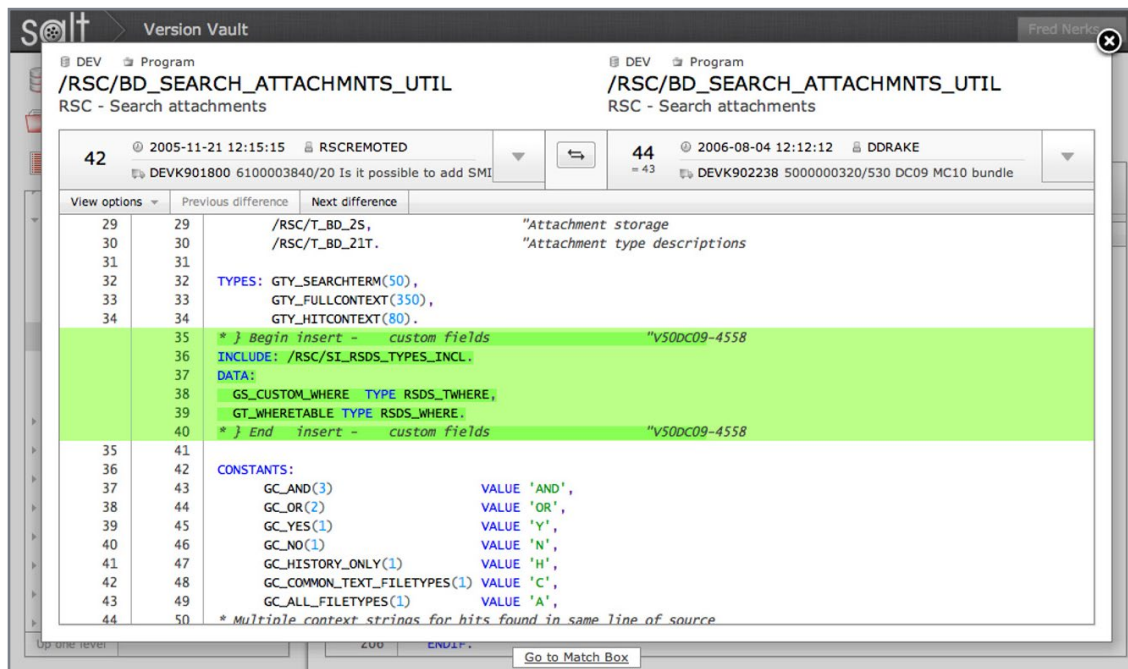 salt Version Vault Fred Nerks
DEV Program
/RSC/BD_SEARCH_ATTACHMNTS_UTIL
RSC - Search attachments
DEV Program
/RSC/BD_SEARCH_ATTACHMNTS_UTIL
RSC - Search attachments
42 2005-11-21 12:15:15 RSCREMOTED
DEVK901800 6100003840/20 Is it possible to add SMI
44 2006-08-04 12:12:12 DDRAKE
= 43 DEVK902238 5000000320/530 DC09 MC10 bundle
View options Previous difference Next difference
29 29 /RSC/T_BD_2S, "Attachment storage
30 30 /RSC/T_BD_21T. "Attachment type descriptions
31 31
32 32 TYPES: GTY_SEARCHTERM(50),
33 33 GTY_FULLCONTEXT(350),
34 34 GTY_HITCONTEXT(80).
35 * } Begin insert - custom fields "V50DC09-4558
36 INCLUDE: /RSC/SI_RSDS_TYPES_INCL.
37 DATA:
38 GS_CUSTOM_WHERE TYPE RSDS_TWHERE,
39 GT_WHERETABLE TYPE RSDS_WHERE.
40 * } End insert - custom fields "V50DC09-4558
35 41
36 42 CONSTANTS:
37 43 GC_AND(3) VALUE 'AND',
38 44 GC_OR(2) VALUE 'OR',
39 45 GC_YES(1) VALUE 'Y',
40 46 GC_NO(1) VALUE 'N',
41 47 GC_HISTORY_ONLY(1) VALUE 'H',
42 48 GC_COMMON_TEXT_FILETYPES(1) VALUE 'C',
43 49 GC_ALL_FILETYPES(1) VALUE 'A',
44 50 * Multiple context strings for hits found in same line of source
Up one level 206 ENDIF.
Go to Match Box